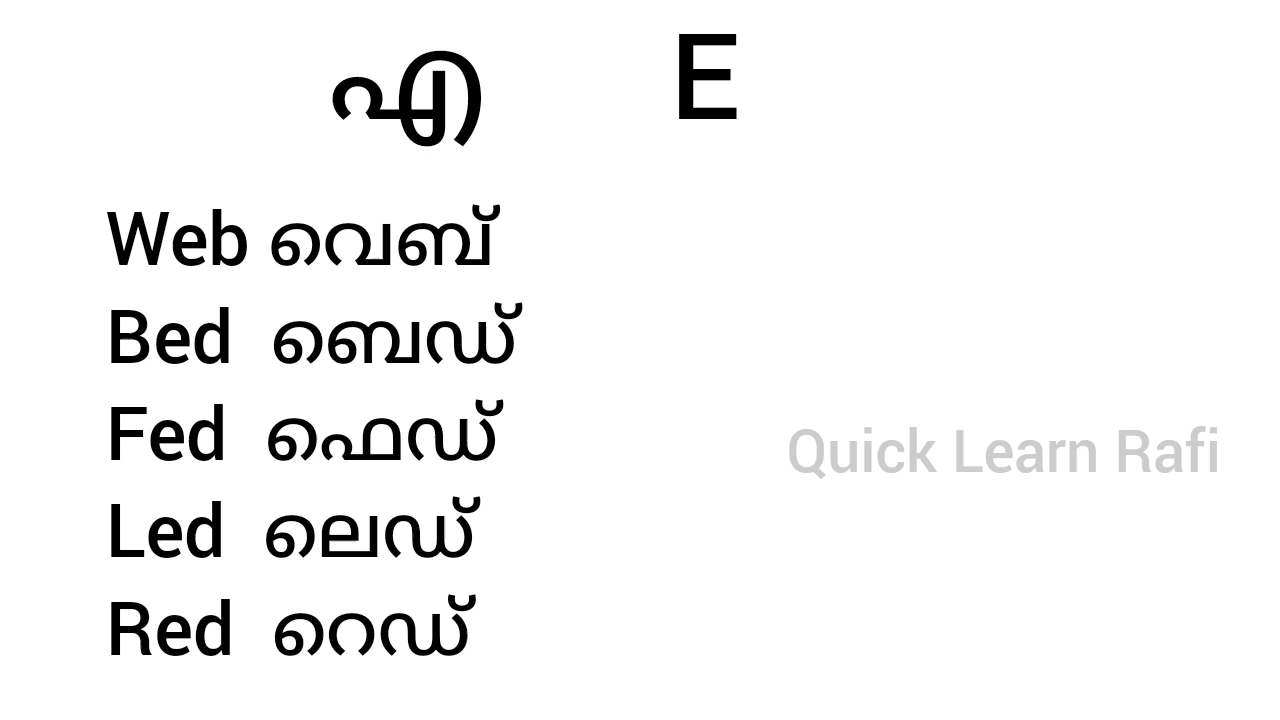 എ E
Web വെബ്
Bed ബെഡ്
Fed ഫെഡ്
Quick Learn Rafi
Led ലെഡ്
Red റെഡ്